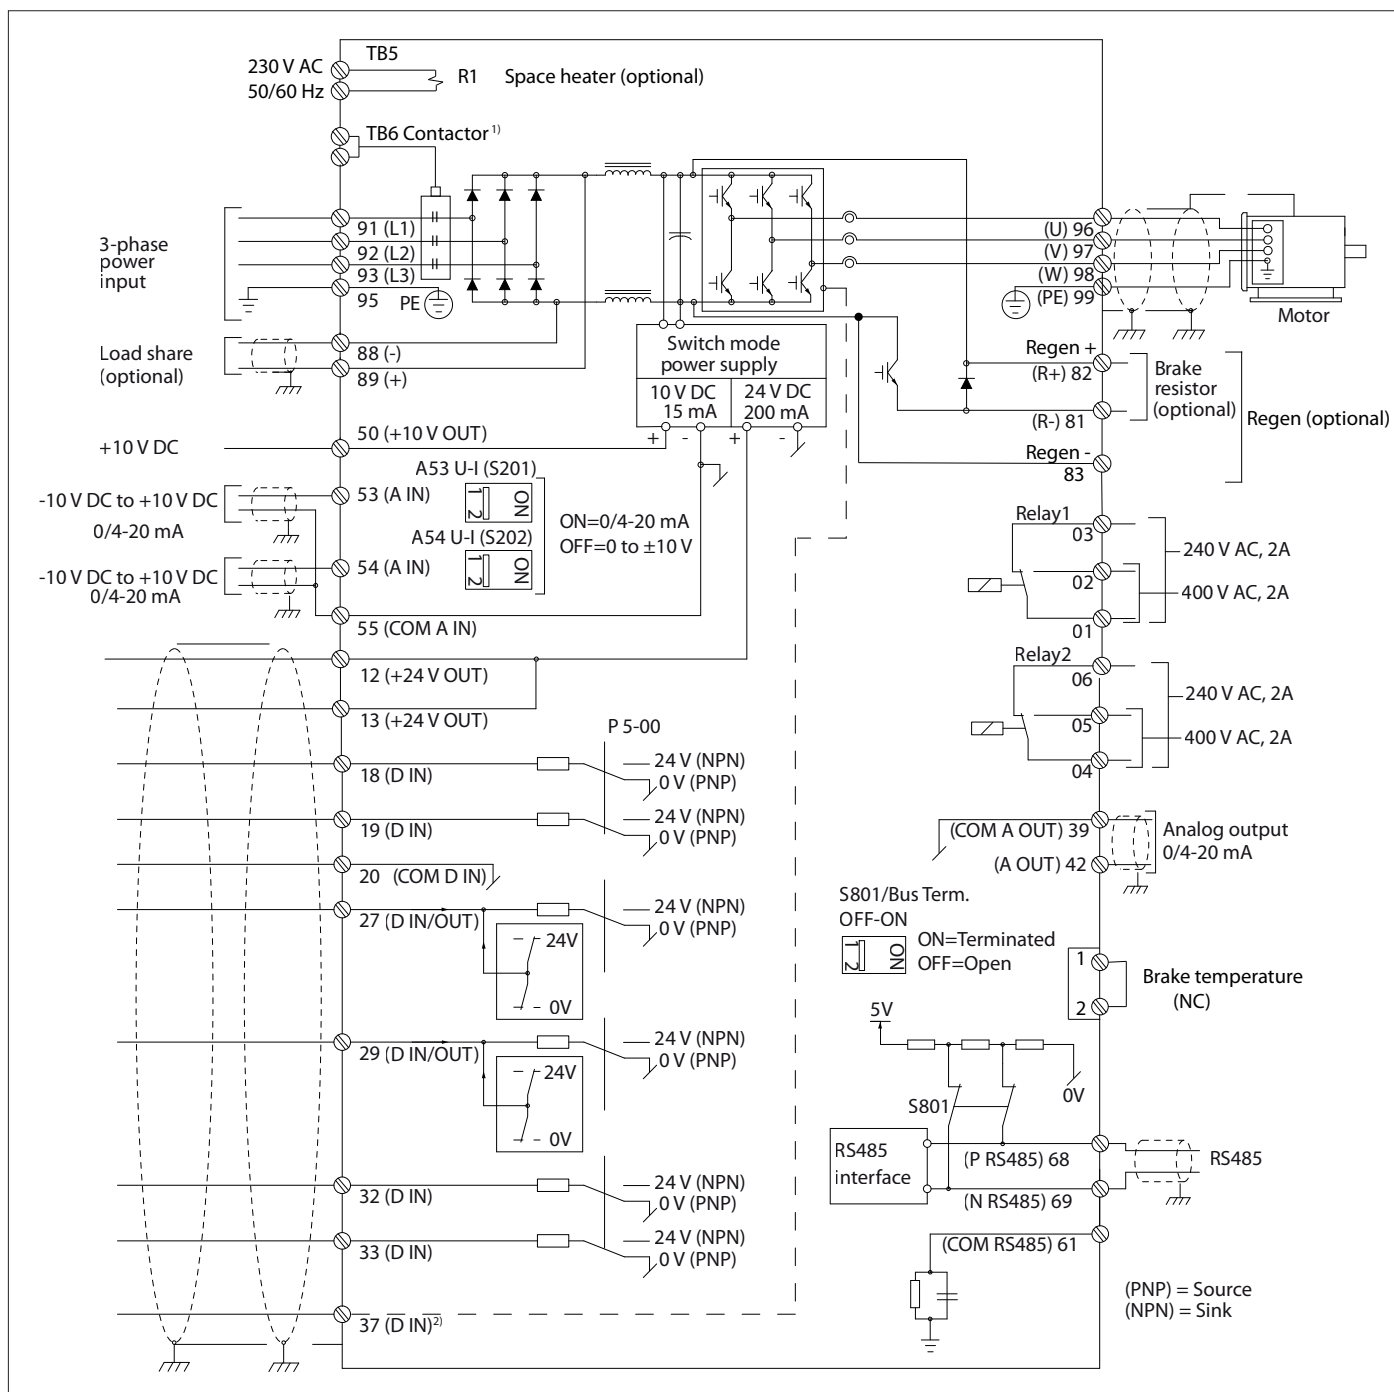 TB5
230 V AC
50/60 Hz
R1
Space heater (optional)
TB6 Contactor 1)
3-phase
power
input
91 (L1)
92 (L2)
93 (L3)
95
PE
(U) 96
(V) 97
(W) 98
(PE) 99
Motor
Load share
(optional)
88 (-)
89 (+)
Switch mode
power supply
10 V DC
15 mA
24 V DC
200 mA
+
-
+
-
Regen +
(R+) 82
Brake
resistor
(optional)
(R-) 81
Regen -
83
Regen (optional)
+10 V DC
50 (+10 V OUT)
-10 V DC to +10 V DC
0/4-20 mA
53 (A IN)
A53 U-I (S201)
ON
1 2
A54 U-I (S202)
ON
1 2
ON=0/4-20 mA
OFF=0 to ±10 V
-10 V DC to +10 V DC
0/4-20 mA
54 (A IN)
55 (COM A IN)
Relay1
03
240 V AC, 2A
02
400 V AC, 2A
01
Relay2
06
240 V AC, 2A
05
400 V AC, 2A
04
12 (+24 V OUT)
13 (+24 V OUT)
P 5-00
18 (D IN)
24 V (NPN)
0 V (PNP)
19 (D IN)
24 V (NPN)
0 V (PNP)
20 (COM D IN)
27 (D IN/OUT)
24 V (NPN)
0 V (PNP)
24V
0V
29 (D IN/OUT)
24 V (NPN)
0 V (PNP)
24V
0V
32 (D IN)
24 V (NPN)
0 V (PNP)
33 (D IN)
24 V (NPN)
0 V (PNP)
37 (D IN) 2)
(COM A OUT) 39
(A OUT) 42
Analog output
0/4-20 mA
S801/Bus Term.
OFF-ON
ON
1 2
ON=Terminated
OFF=Open
1
2
Brake temperature
(NC)
5V
0V
S801
RS485
interface
(P RS485) 68
(N RS485) 69
RS485
(COM RS485) 61
(PNP) = Source
(NPN) = Sink